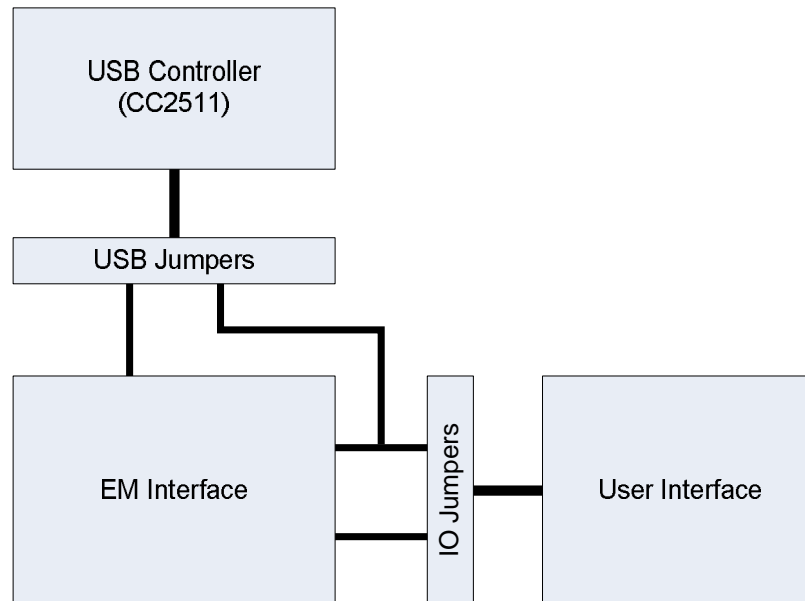 USB Controller
(CC2511)
USB Jumpers
EM Interface
IO Jumpers
User Interface